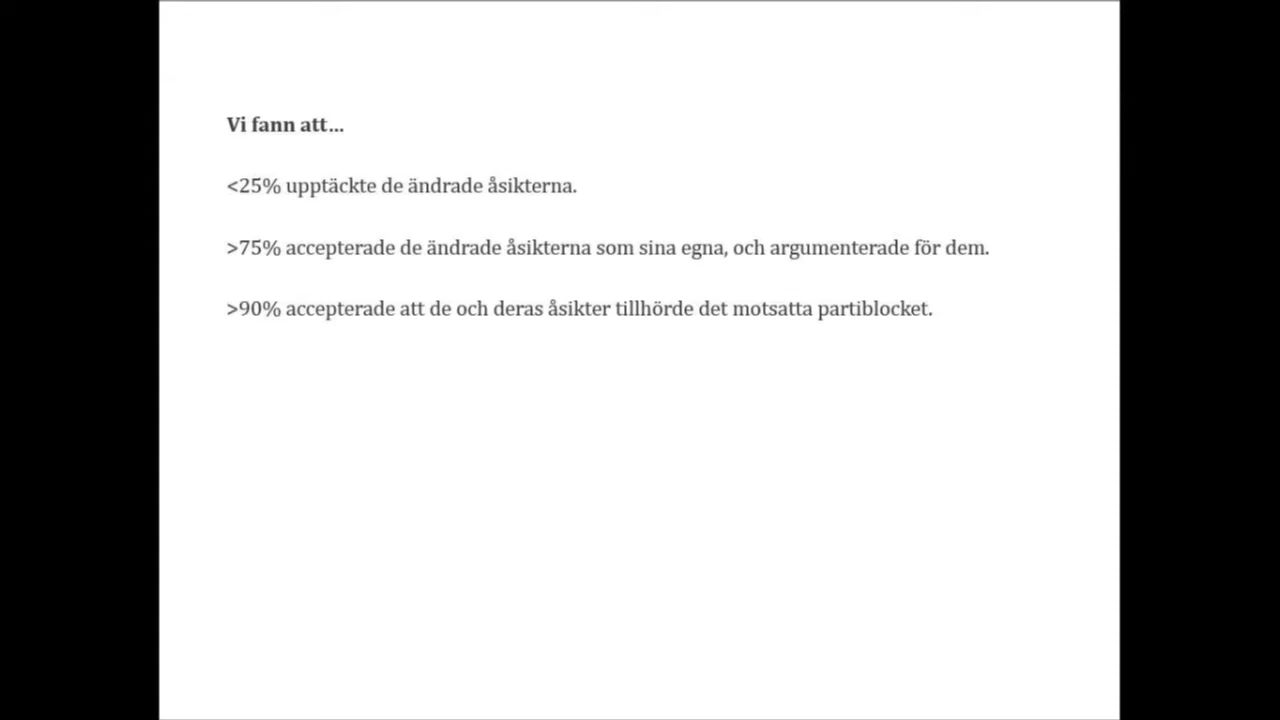 Vi fann att…
<25% upptäckte de ändrade åsikterna.
>75% accepterade de ändrade åsikterna som sina egna, och argumenterade för dem.
>90% accepterade att de och deras åsikter tillhörde det motsatta partiblocket.